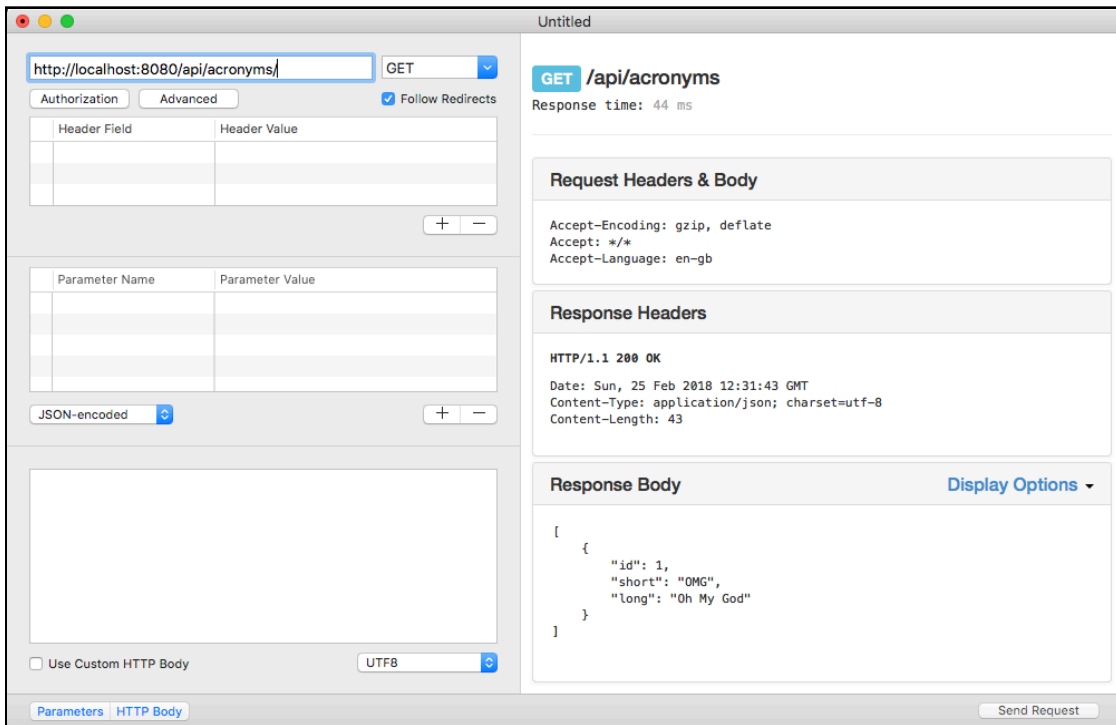 Untitled
http://localhost:8080/api/acronyms/
GET
Authorization
Advanced
Follow Redirects
Header Field
Header Value
+ −
Parameter Name
Parameter Value
JSON-encoded
+ −
Use Custom HTTP Body
UTF8
Parameters
HTTP Body
GET /api/acronyms
Response time: 44 ms
Request Headers & Body
Accept-Encoding: gzip, deflate
Accept: */*
Accept-Language: en-gb
Response Headers
HTTP/1.1 200 OK
Date: Sun, 25 Feb 2018 12:31:43 GMT
Content-Type: application/json; charset=utf-8
Content-Length: 43
Response Body
Display Options
[
{
"id": 1,
"short": "OMG",
"long": "Oh My God"
}
]
Send Request